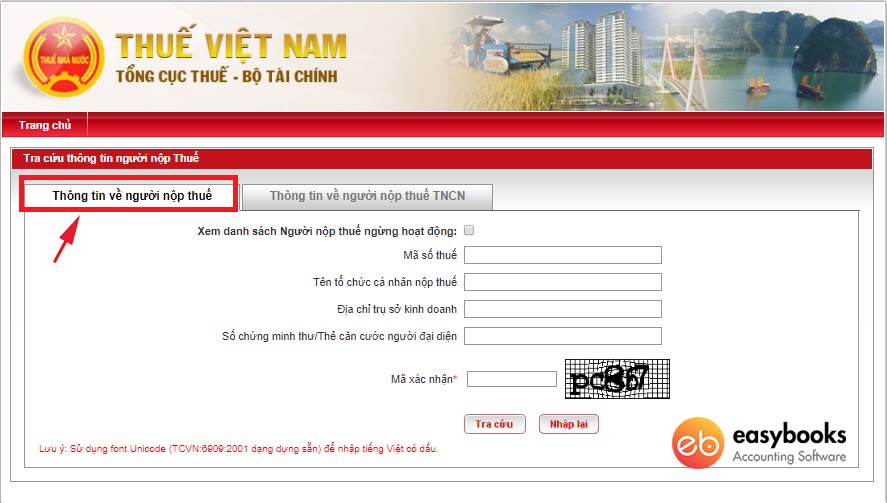 THUẾ NHÀ NƯỚC
THUẾ VIỆT NAM
TỔNG CỤC THUẾ - BỘ TÀI CHÍNH
Trang chủ
Tra cứu thông tin người nộp Thuế
Thông tin về người nộp thuế
Thông tin về người nộp thuế TNCN
Xem danh sách Người nộp thuế ngừng hoạt động:
Mã số thuế
Tên tổ chức cá nhân nộp thuế
Địa chỉ trụ sở kinh doanh
Số chứng minh thư/Thẻ căn cước người đại diện
Mã xác nhận*
Tra cứu
Nhập lại
eb easybooks
Accounting Software
Lưu ý: Sử dụng font Unicode (TCVN:6909:2001 dạng dựng sẵn) để nhập tiếng Việt có dấu.